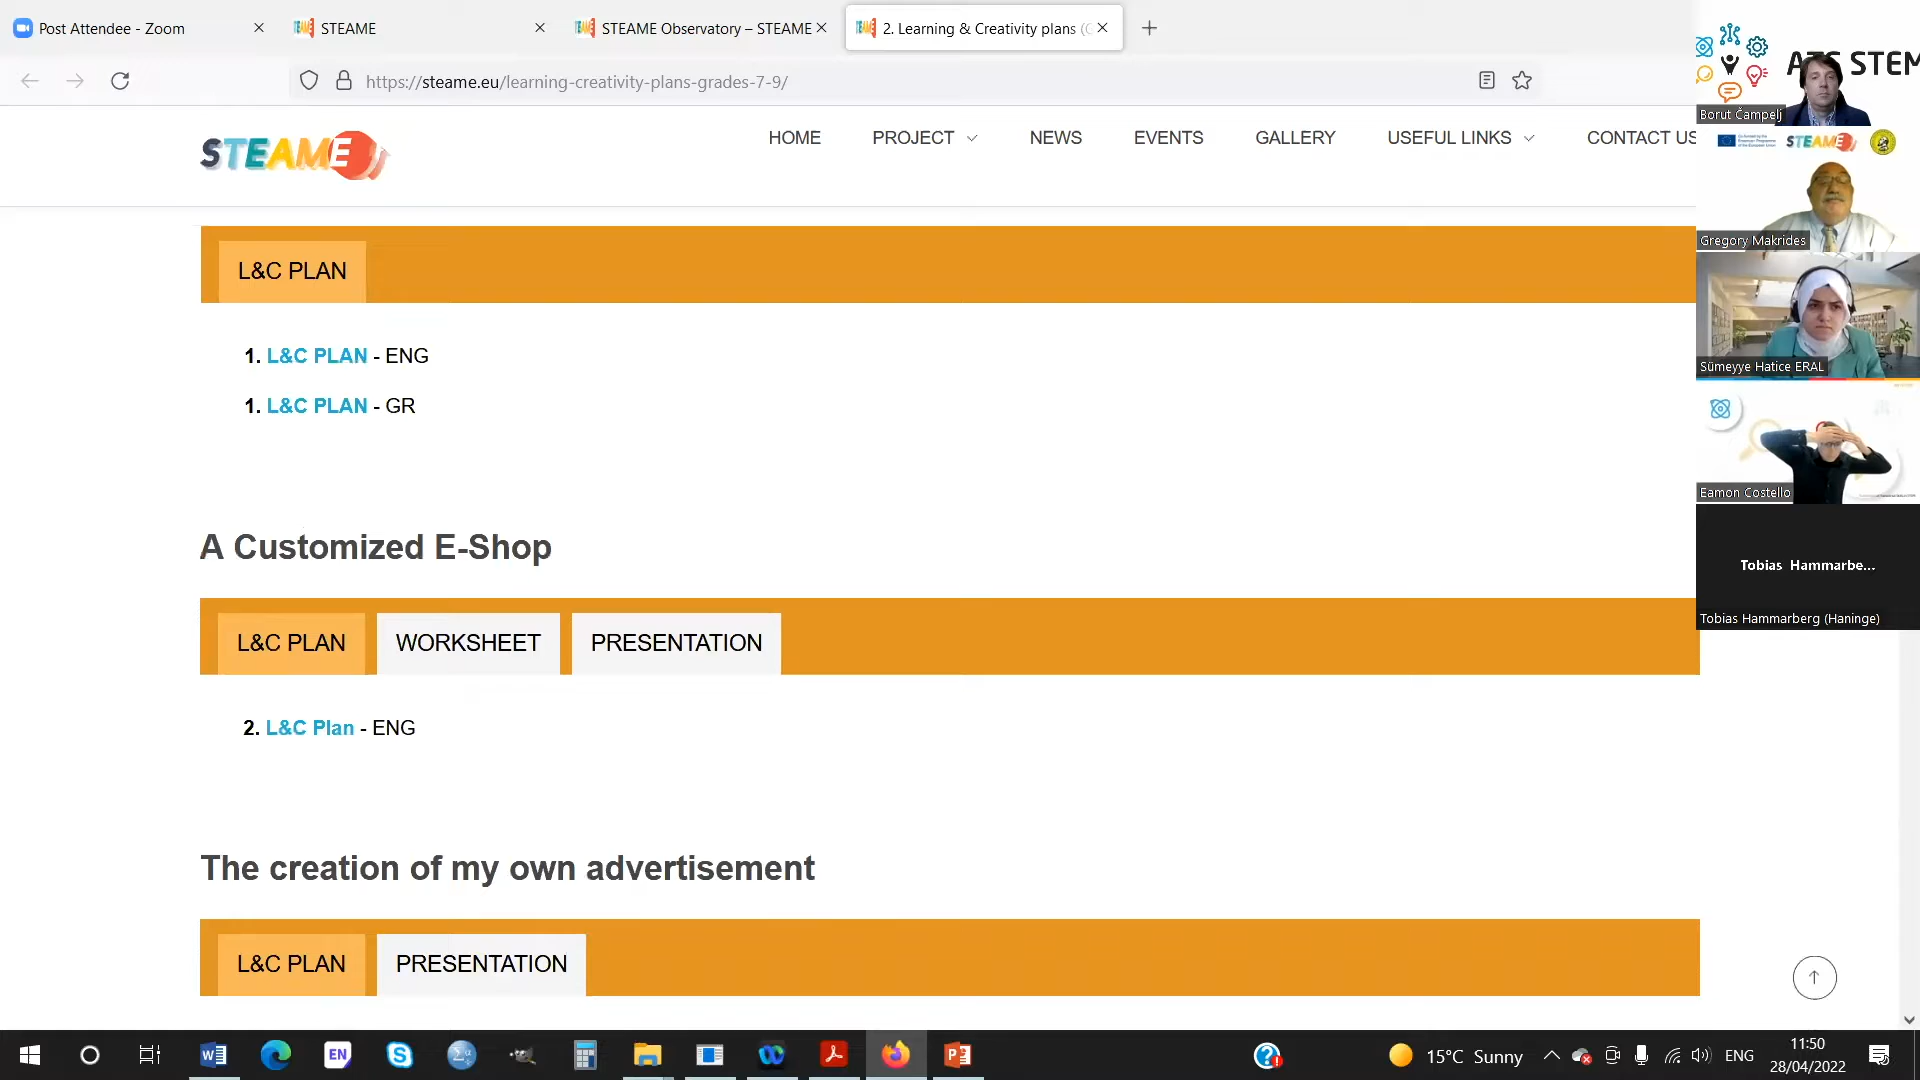 Post Attendee - Zoom
STEAME
STEAME Observatory – STEAME
2. Learning & Creativity plans (
https://steame.eu/learning-creativity-plans-grades-7-9/
STEAME
HOME
PROJECT
NEWS
EVENTS
GALLERY
USEFUL LINKS
CONTACT US
L&C PLAN
1. L&C PLAN - ENG
1. L&C PLAN - GR
A Customized E-Shop
L&C PLAN
WORKSHEET
PRESENTATION
2. L&C Plan - ENG
The creation of my own advertisement
L&C PLAN
PRESENTATION
STEM
Borut Čampelj
STEAME
Gregory Makrides
Sümeyye Hatice ERAL
Eamon Costello
Tobias Hammarbe...
Tobias Hammarberg (Haninge)
EN
15°C Sunny
ENG
11:50
28/04/2022